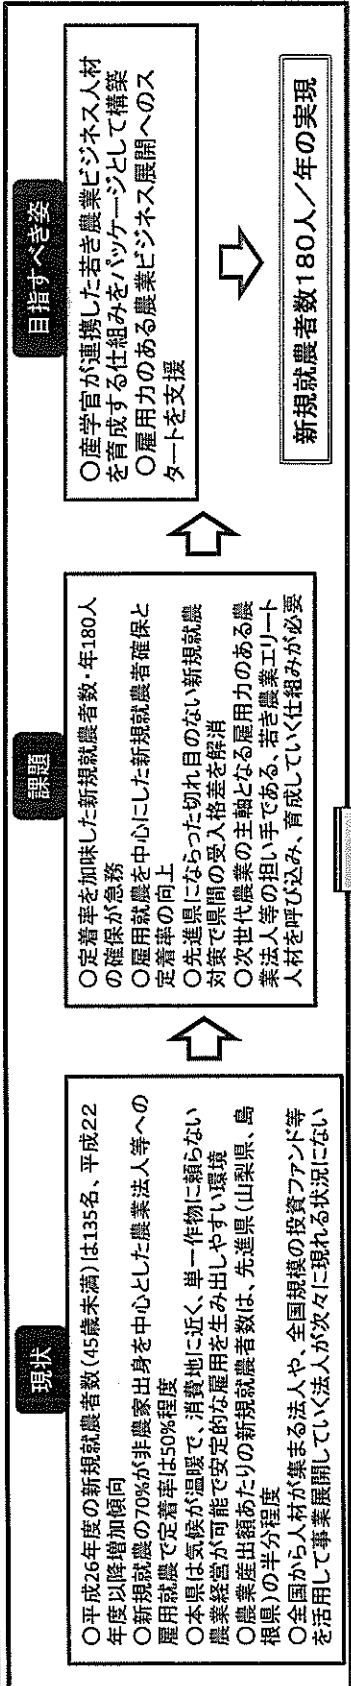 現状
○平成26年度の新規就農者数(45歳未満)は135名、平成22
年度以降増加傾向
○新規就農の70%が非農家出身を中心とした農業法人等への
雇用就農で定着率は50%程度
○本県は気候が温暖で、消費地に近く、単一作物に頼らない
農業経営が可能で安定的な雇用を生み出しやすい環境
○農業産出額あたりの新規就農者数は、先進県(山梨県、島
根県)の半分程度
○全国から人材が集まる法人や、全国規模の投資ファンド等
を活用して事業展開していく法人が次々に現れる状況にない
課題
○定着率を加味した新規就農者数・年180人
の確保が急務
○雇用就農を中心にした新規就農者確保と
定着率の向上
○先進県にならった切れ目のない新規就農
対策で県間の受入格差を解消
○次世代農業の主軸となる雇用力のある農
業法人等の担い手である、若き農業エリート
人材を呼び込み、育成していく仕組みが必要
目指すべき姿
○産学官が連携した若き農業ビジネス人材
を育成する仕組みをパッケージとして構築
○雇用力のある農業ビジネス展開へのス
タートを支援
新規就農者数180人/年の実現